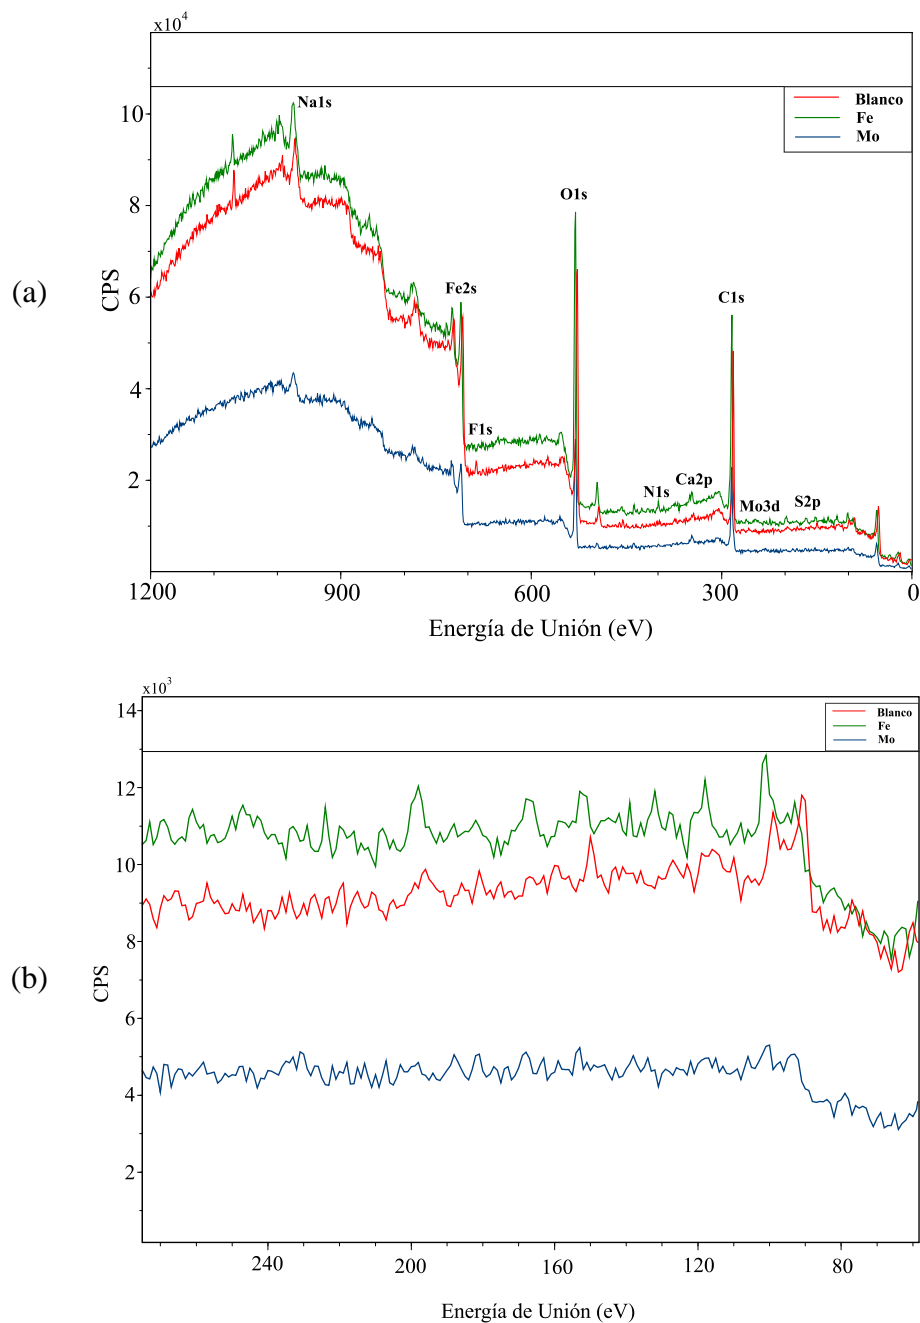 x10⁴
Blanco
Fe
Mo
Na1s
10
8
O1s
(a)
CPS
6
Fe2s
C1s
4
F1s
N1s
Ca2p
Mo3d
S2p
2
1200
900
600
300
0
Energía de Unión (eV)
x10³
14
Blanco
Fe
Mo
12
10
8
(b)
CPS
6
4
2
240
200
160
120
80
Energía de Unión (eV)